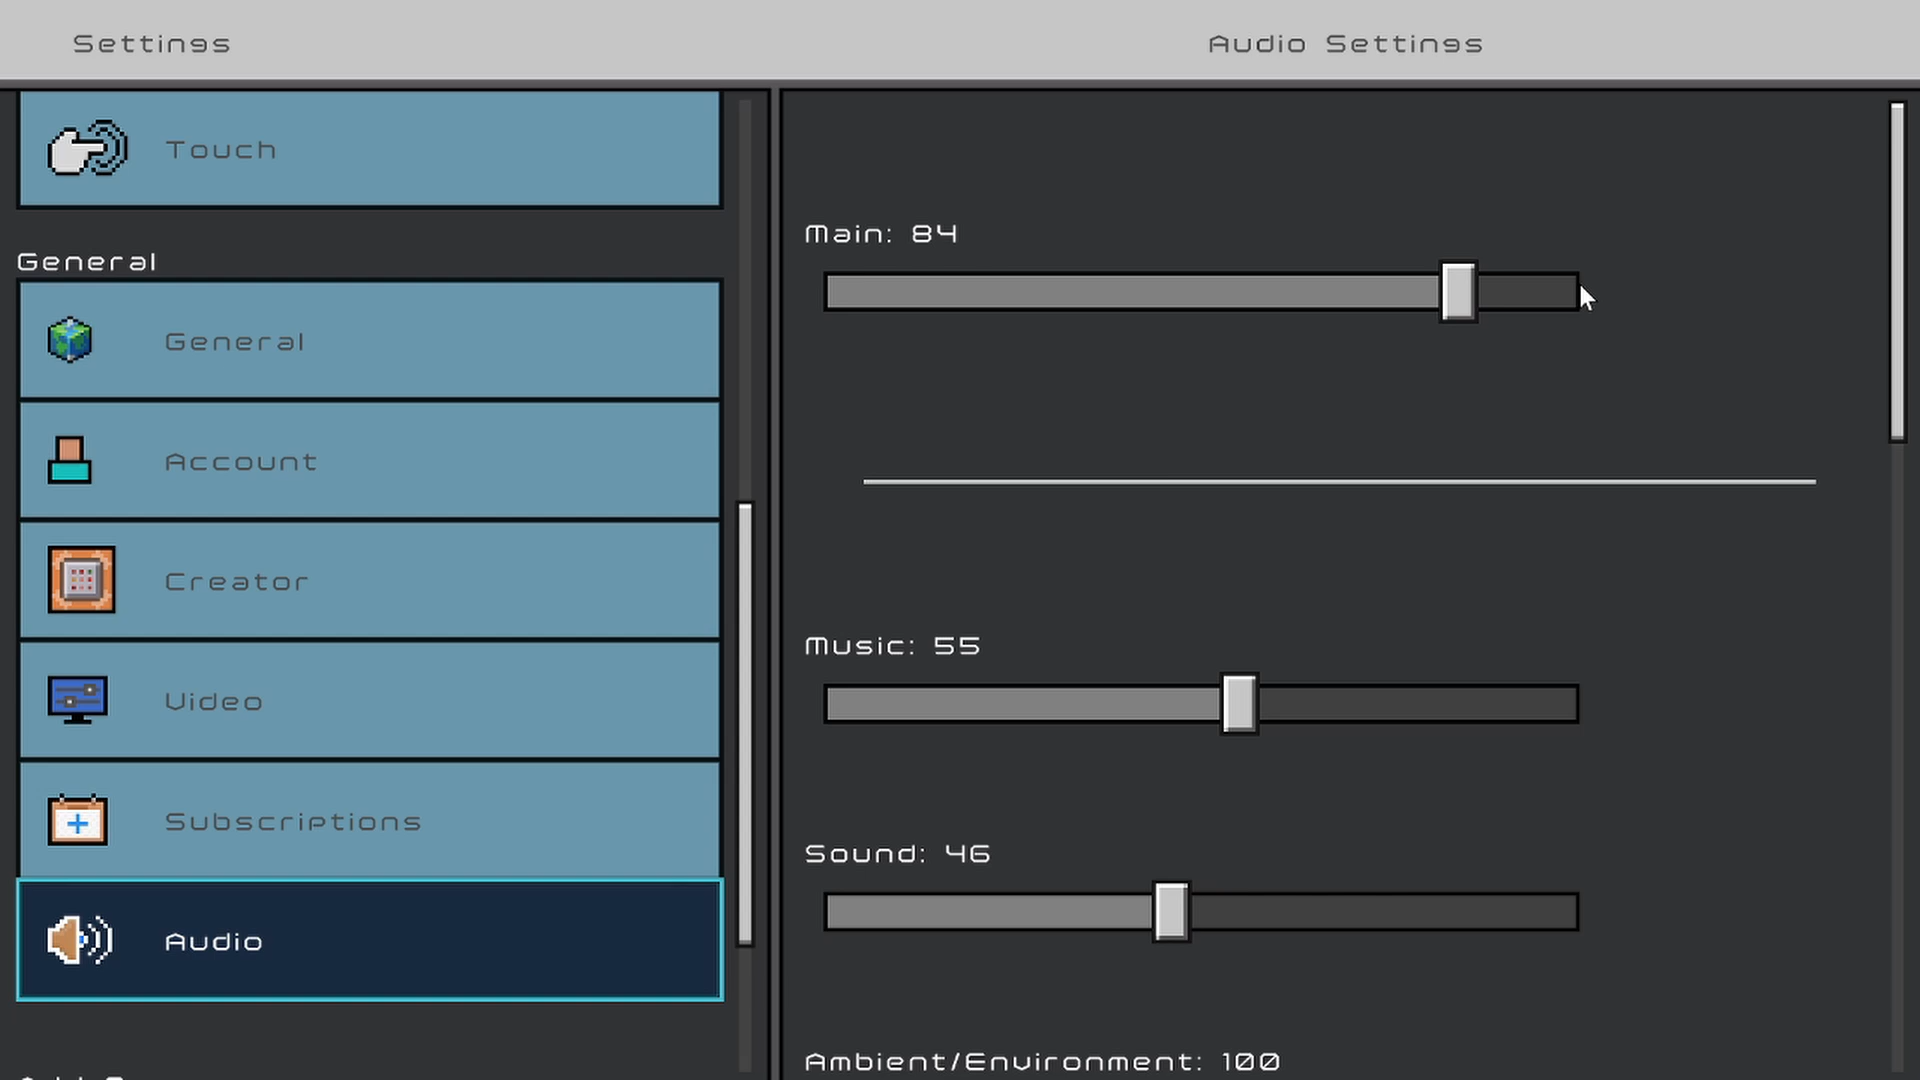 Settings
Audio Settings
Touch
General
General
Account
Creator
Video
Subscriptions
Audio
Main: 84
Music: 55
Sound: 46
Ambient/Environment: 100